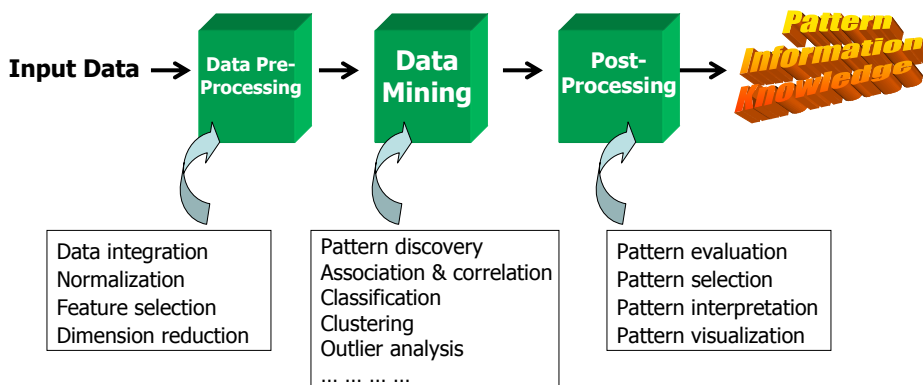 Input Data
Data Pre-
Processing
Data
Mining
Post-
Processing
Pattern
Information
Knowledge
Data integration
Normalization
Feature selection
Dimension reduction
Pattern discovery
Association & correlation
Classification
Clustering
Outlier analysis
... ... ... ...
Pattern evaluation
Pattern selection
Pattern interpretation
Pattern visualization